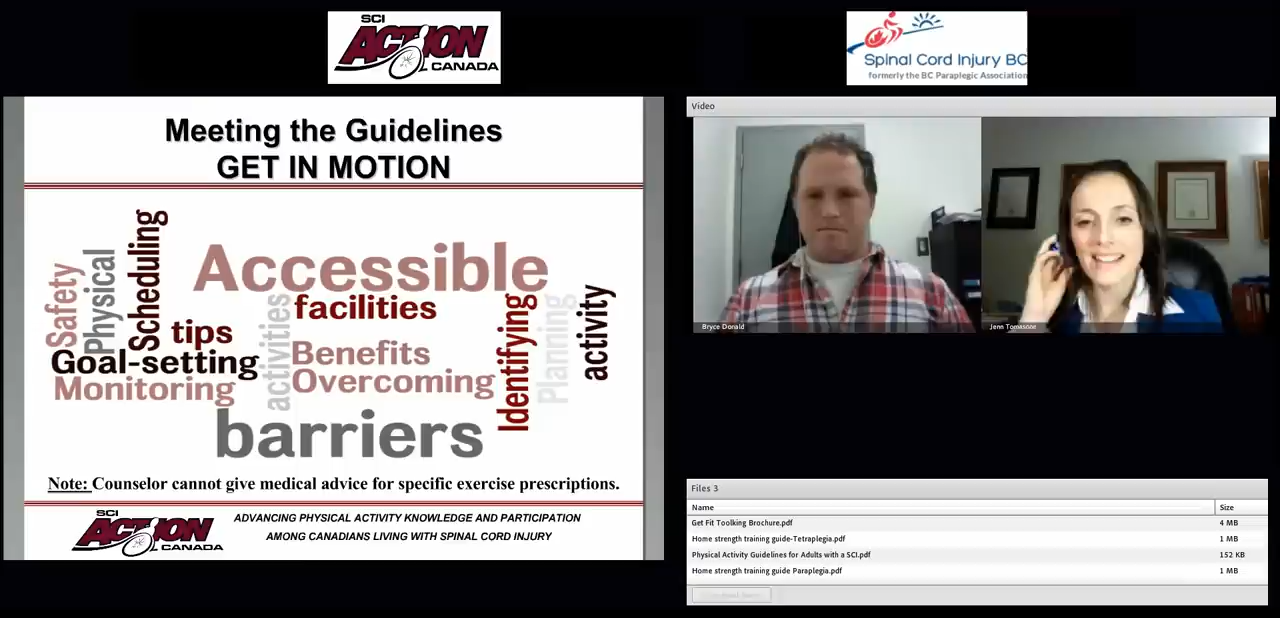 SCI
ACTION
CANADA
Spinal Cord Injury BC
formerly the BC Paraplegic Association
Meeting the Guidelines
GET IN MOTION
Safety
Physical
Scheduling
Accessible
tips
facilities
activities
Goal-setting
Benefits
Monitoring
Overcoming
Identifying
Planning
activity
barriers
Note: Counselor cannot give medical advice for specific exercise prescriptions.
SCI
ACTION
CANADA
ADVANCING PHYSICAL ACTIVITY KNOWLEDGE AND PARTICIPATION
AMONG CANADIANS LIVING WITH SPINAL CORD INJURY
Video
Bryce Donald
Jenn Tomasone
Files 3
Name Size
Get Fit Toolking Brochure.pdf 4 MB
Home strength training guide-Tetraplegia.pdf 1 MB
Physical Activity Guidelines for Adults with a SCI.pdf 152 KB
Home strength training guide Paraplegia.pdf 1 MB